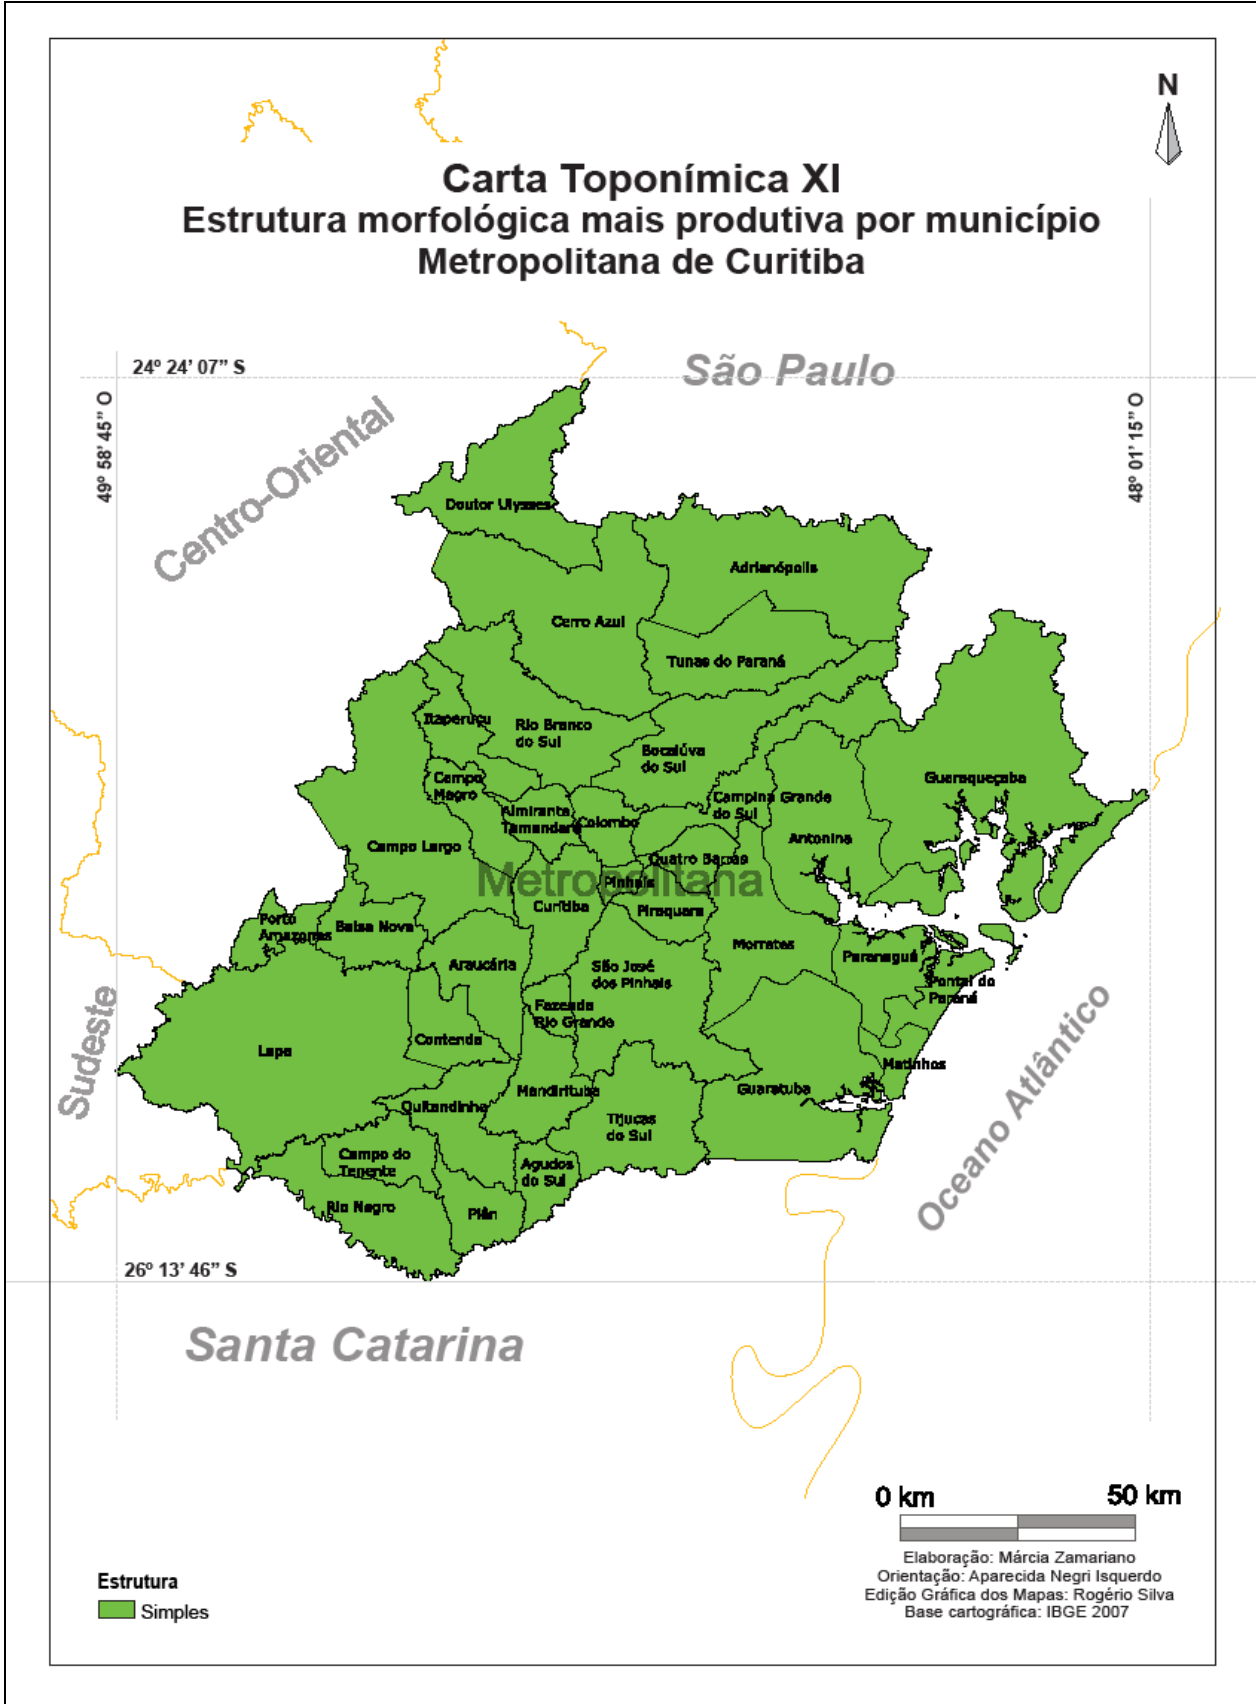 N
Carta Toponímica XI
Estrutura morfológica mais produtiva por município
Metropolitana de Curitiba
24º 24' 07” S
São Paulo
49º 58' 45” O
48º 01' 15” O
Centro-Oriental
Doutor Ulysses
Adrianópolis
Cerro Azul
Tunas do Paraná
Itaperuçu
Rio Branco
do Sul
Bocaiúva
do Sul
Campo
Magro
Guaraqueçaba
Campina Grande
do Sul
Almirante
Tamandaré
Colombo
Antonina
Campo Largo
Quatro Barras
Metropolitana
Pinhais
Curitiba
Piraquara
Porto
Amazonas
Balsa Nova
Morretes
Paranaguá
Araucária
São José
dos Pinhais
Pontal do
Paraná
Fazenda
Rio Grande
Contenda
Lapa
Sudeste
Matinhos
Mandirituba
Guaratuba
Quitandinha
Tijucas
do Sul
Oceano Atlântico
Campo do
Tenente
Agudos
do Sul
Rio Negro
Piên
26º 13' 46” S
Santa Catarina
0 km 50 km
Elaboração: Márcia Zamariano
Orientação: Aparecida Negri Isquerdo
Edição Gráfica dos Mapas: Rogério Silva
Base cartográfica: IBGE 2007
Estrutura
Simples